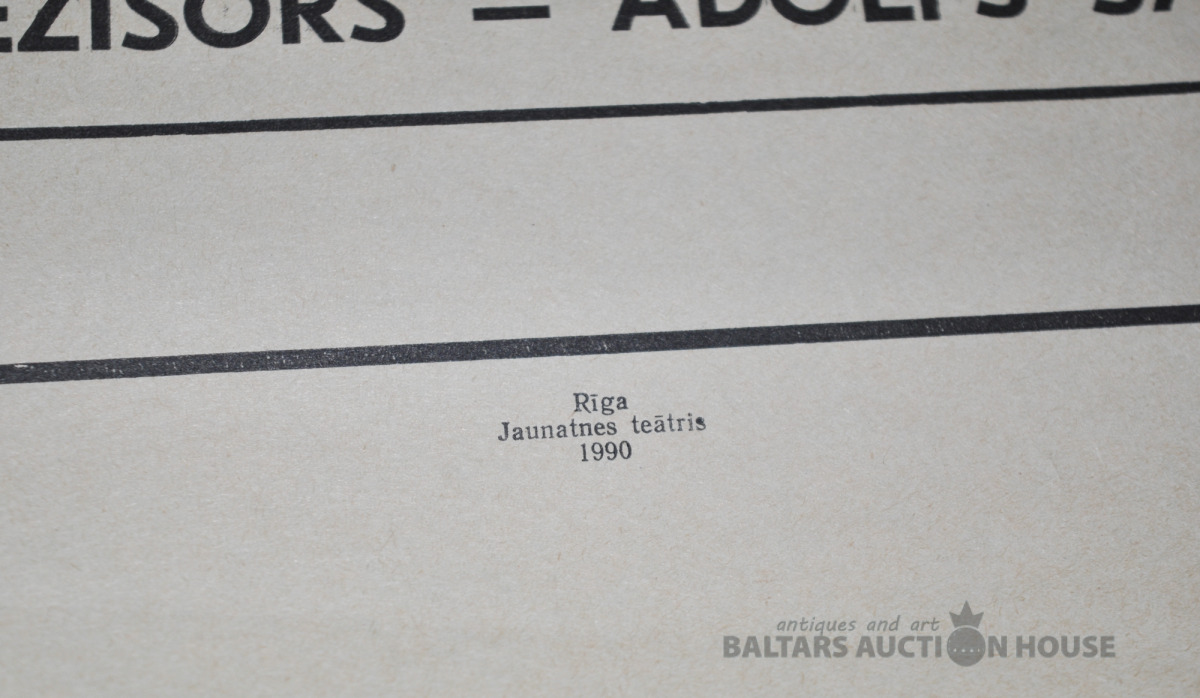 EZISORS — ADOLFS
Rīga
Jaunatnes teātris
1990
antiques and art
BALTARS AUCTION HOUSE